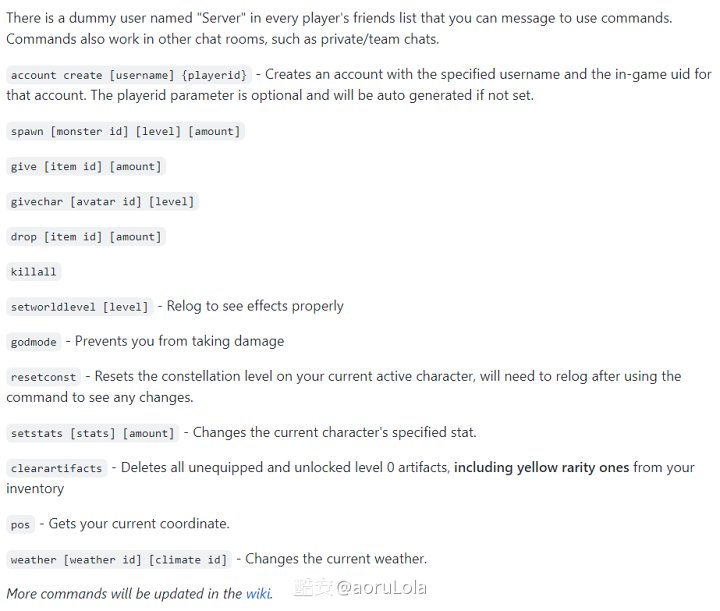 There is a dummy user named "Server" in every player's friends list that you can message to use commands.
Commands also work in other chat rooms, such as private/team chats.
account create [username] {playerid} - Creates an account with the specified username and the in-game uid for
that account. The playerid parameter is optional and will be auto generated if not set.
spawn [monster id] [level] [amount]
give [item id] [amount]
givechar [avatar id] [level]
drop [item id] [amount]
killall
setworldlevel [level] - Relog to see effects properly
godmode - Prevents you from taking damage
resetconst - Resets the constellation level on your current active character, will need to relog after using the
command to see any changes.
setstats [stats] [amount] - Changes the current character's specified stat.
clearartifacts - Deletes all unequipped and unlocked level 0 artifacts, including yellow rarity ones from your
inventory
pos - Gets your current coordinate.
weather [weather id] [climate id] - Changes the current weather.
More commands will be updated in the wiki.
酷安 @aoruLola